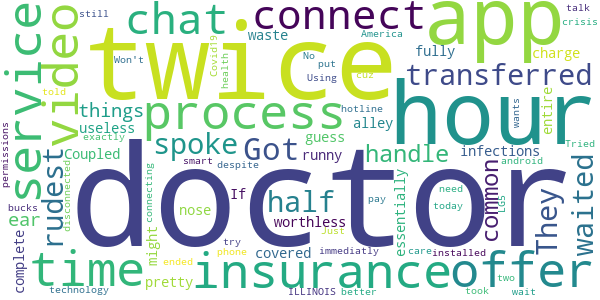 still
talk
chat connect app
Covid19
waste
America
crisis
health
No put
fully
charge
Won't
Using
cuz
service
video
twice
transferred
told
process
hour
hotline
wants
entire
permissions
things
exactly
spoke
Got
guess
alley
useless
Coupled
runny
handle
infections
Tried
disconnected
smart
despite
If
android
rudest
doctor
essentially
common
They
waited
connecting
nose
half
pay
need
today
LG5
ear
might
worthless
try
Just
phone
immediatly
care
installed
complete
pretty
covered
ended
two
bucks
time
insurance
offer
technology
ILLINOIS
better
took
wait